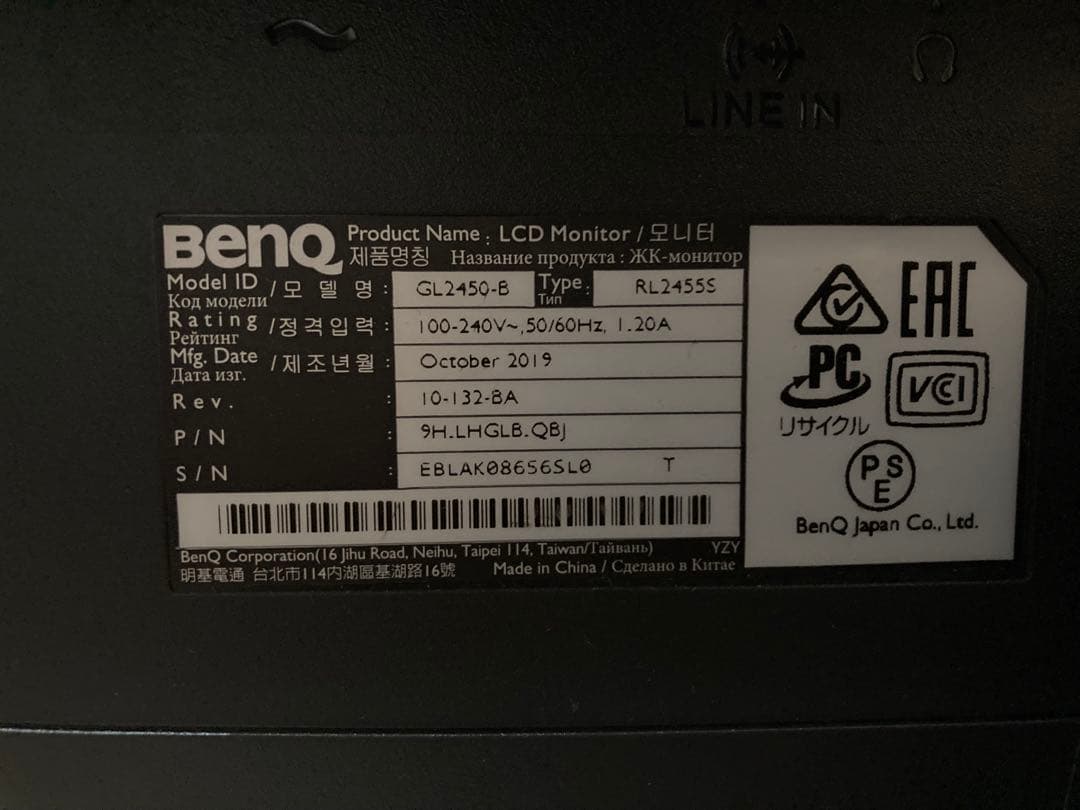 LINE IN
BenQ
Product Name : LCD Monitor / 모니터
제품명칭 Название продукта : ЖК-монитор
Model ID / 모 델 명 : GL2450-B Type : RL2455S
Код модели Тип
Rating / 정격입력 : 100-240V~,50/60Hz, 1.20A
Рейтинг
Mfg. Date / 제조년월 : October 2019
Дата изг.
Rev. : 10-132-BA
P/N : 9H.LHGLB.QBJ
S/N : EBLAK08656SL0 T
BenQ Corporation(16 Jihu Road, Neihu, Taipei 114, Taiwan/Тайвань) YZY
明基電通 台北市114內湖區基湖路16號 Made in China / Сделано в Китае
EAC
PC
VCCI
リサイクル
PSE
BenQ Japan Co., Ltd.